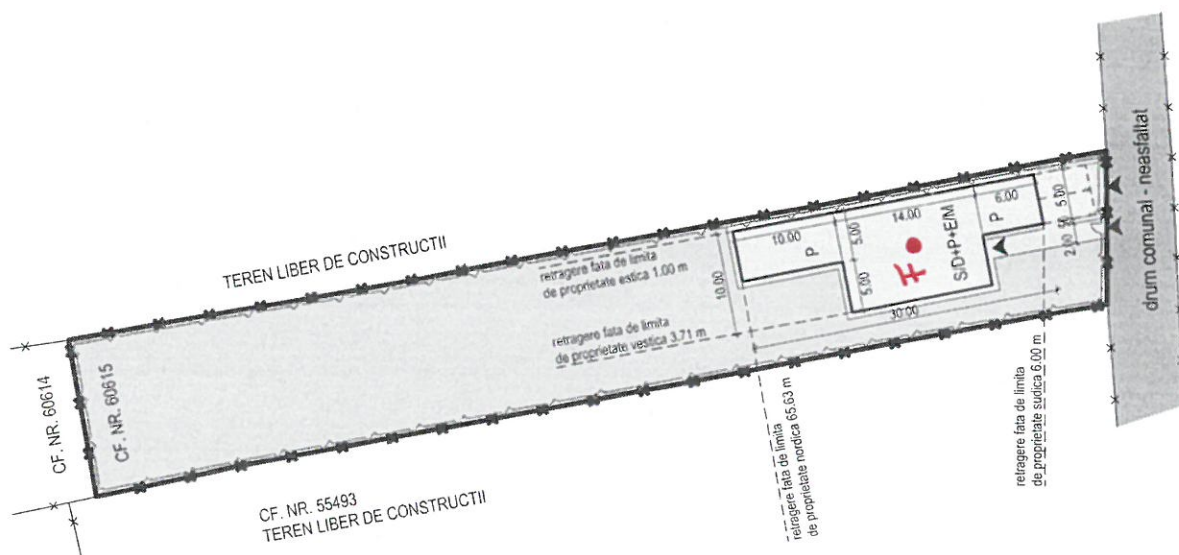 TEREN LIBER DE CONSTRUCTII
CF. NR. 60614
CF. NR. 60615
CF. NR. 55493
TEREN LIBER DE CONSTRUCTII
retragere fata de limita
de proprietate estica 1.00 m
retragere fata de limita
de proprietate vestica 3.71 m
retragere fata de limita
de proprietate nordica 65.63 m
retragere fata de limita
de proprietate sudica 6.00 m
drum comunal - neasfaltat
10.00
P
10.00
5.00
5.00
14.00
S/D+P+E/M
6.00
P
5.00
2.00
30.00